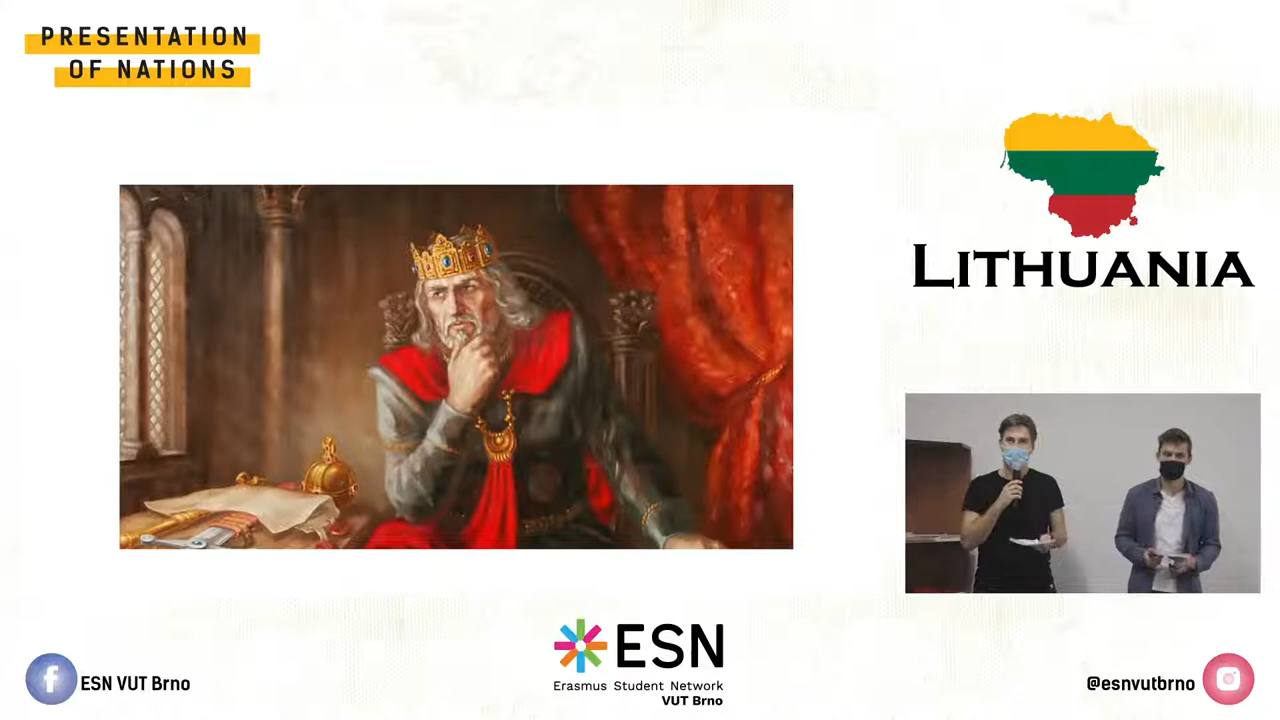 PRESENTATION
OF NATIONS
LITHUANIA
ESN
Erasmus Student Network
VUT Brno
ESN VUT Brno
@esnvutbrno